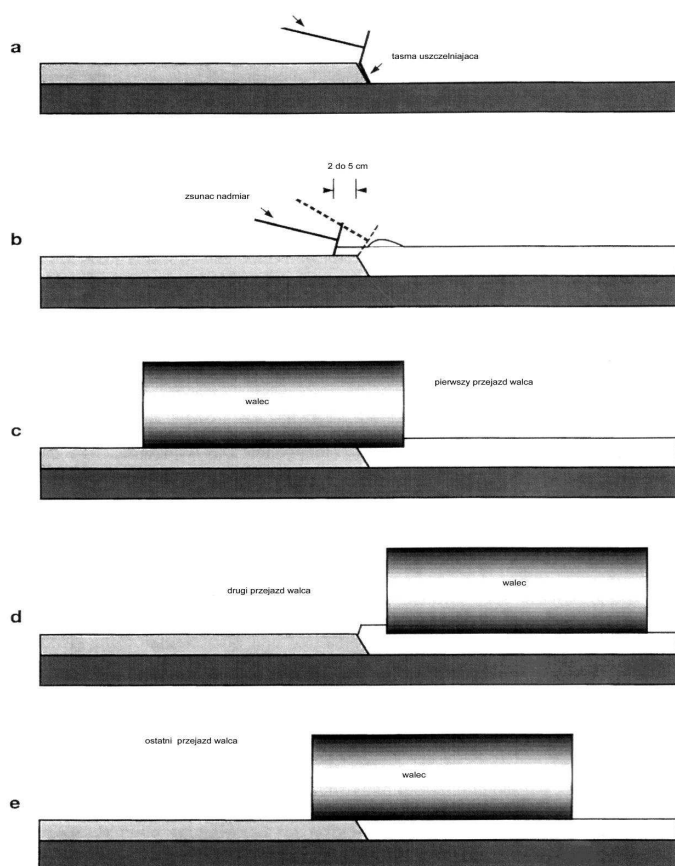 a
tasma uszczelniajaca
2 do 5 cm
zsunac nadmiar
b
pierwszy przejazd walca
walec
c
walec
drugi przejazd walca
d
ostatni przejazd walca
walec
e